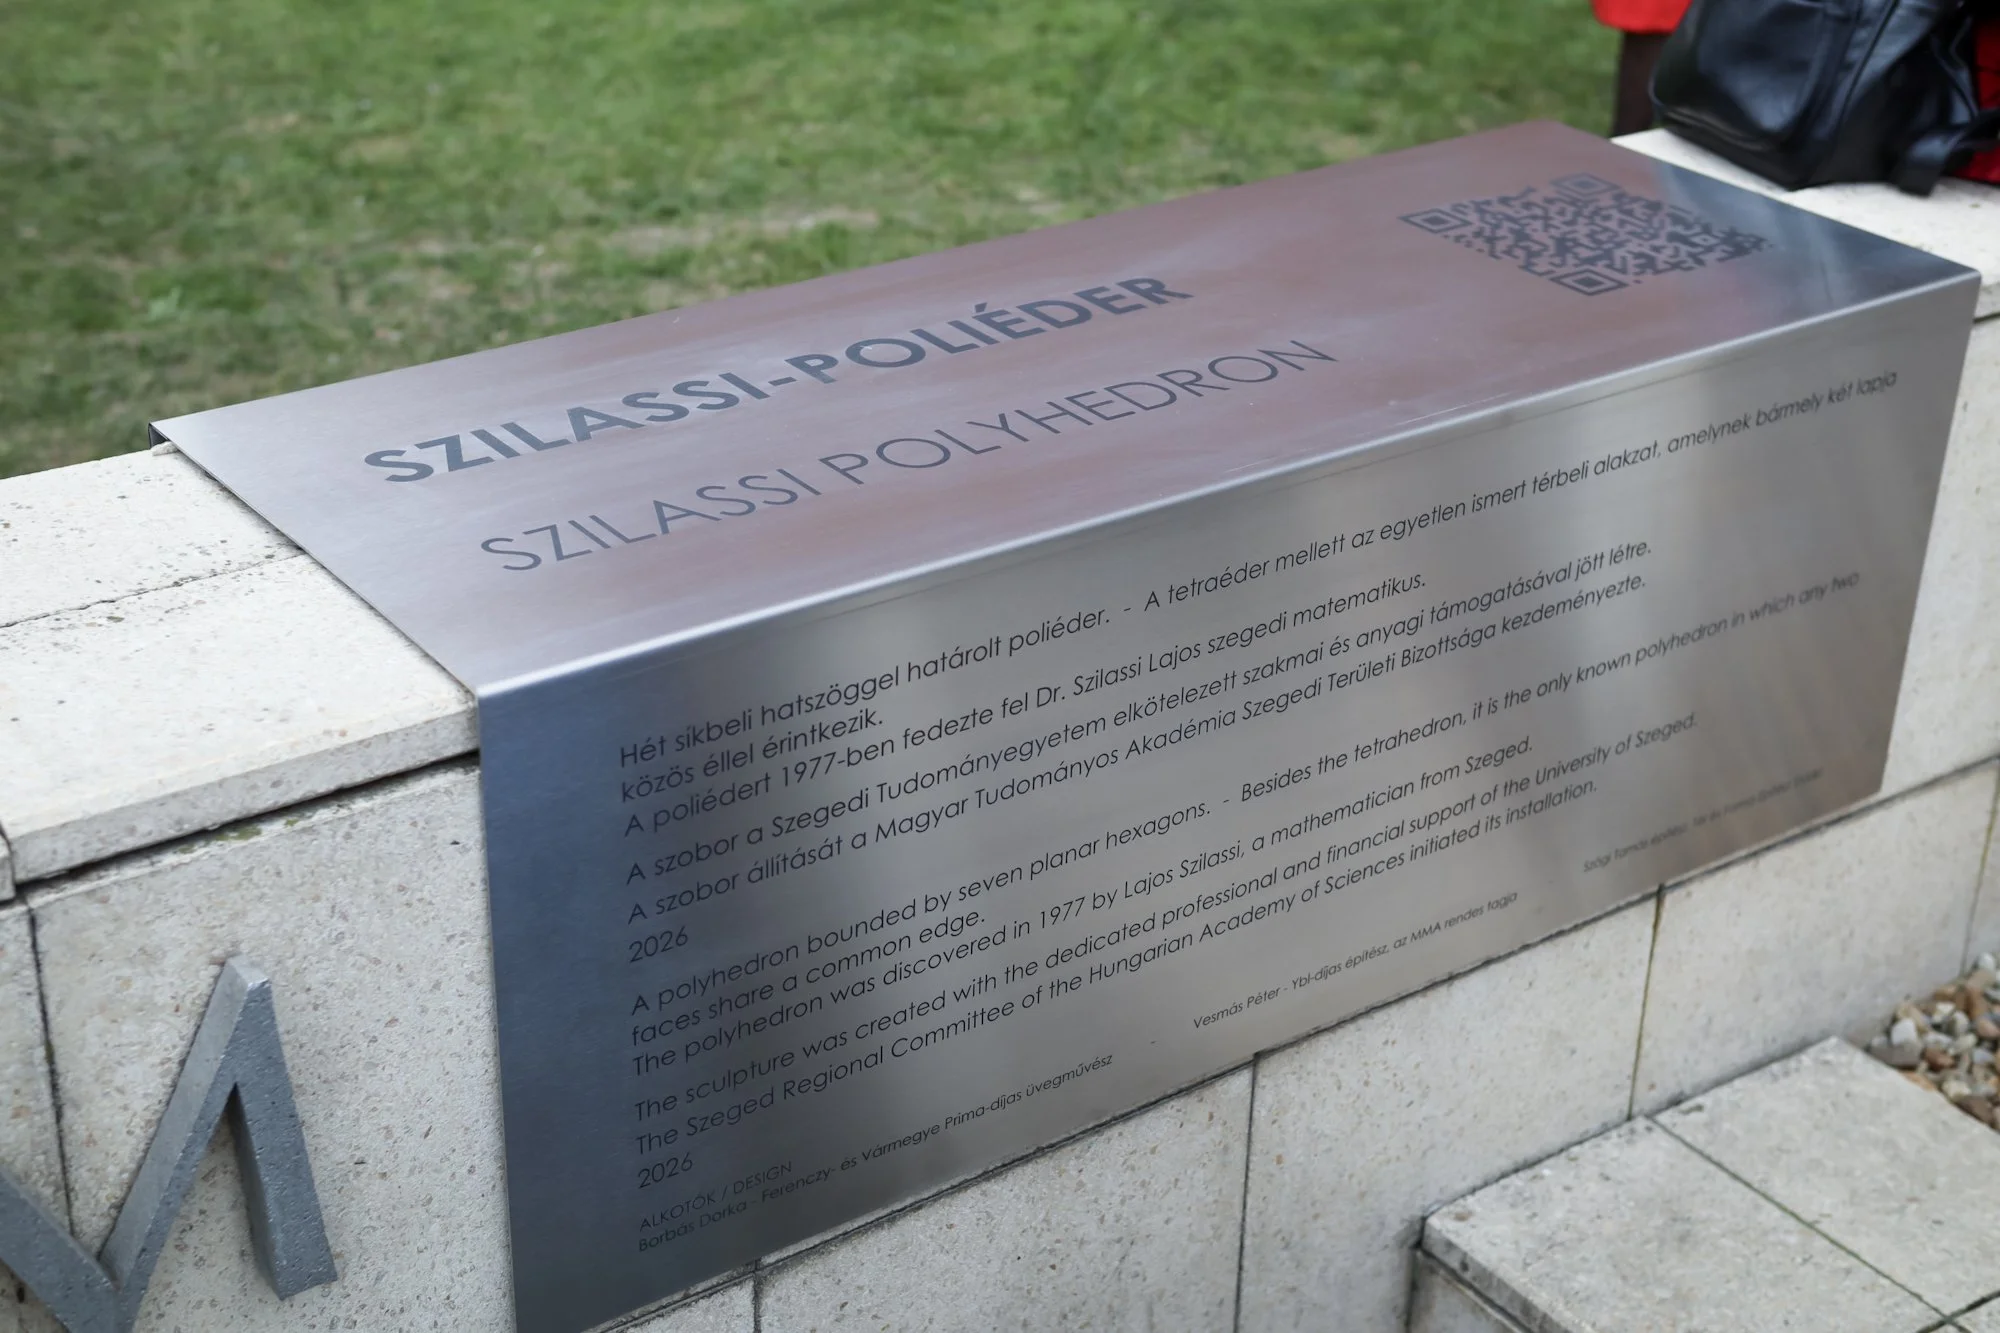 SZILASSI-POLIÉDER
SZILASSI POLYHEDRON
Hét síkbeli hatszöggel határolt poliéder. - A tetraéder mellett az egyetlen ismert térbeli alakzat, amelynek bármely két lapja
közös éllel érintkezik.
A poliédert 1977-ben fedezte fel Dr. Szilassi Lajos szegedi matematikus.
A szobor a Szegedi Tudományegyetem elkötelezett szakmai és anyagi támogatásával jött létre.
A szobor állítását a Magyar Tudományos Akadémia Szegedi Területi Bizottsága kezdeményezte.
2026
A polyhedron bounded by seven planar hexagons. - Besides the tetrahedron, it is the only known polyhedron in which any two
faces share a common edge.
The polyhedron was discovered in 1977 by Lajos Szilassi, a mathematician from Szeged.
The sculpture was created with the dedicated professional and financial support of the University of Szeged.
The Szeged Regional Committee of the Hungarian Academy of Sciences initiated its installation.
2026
ALKOTÓK / DESIGN
Borbás Dorka - Ferenczy- és Vármegye Prima-díjas üvegművész
Vesmás Péter - Ybl-díjas építész, az MMA rendes tagja
Szögi Tamás építész